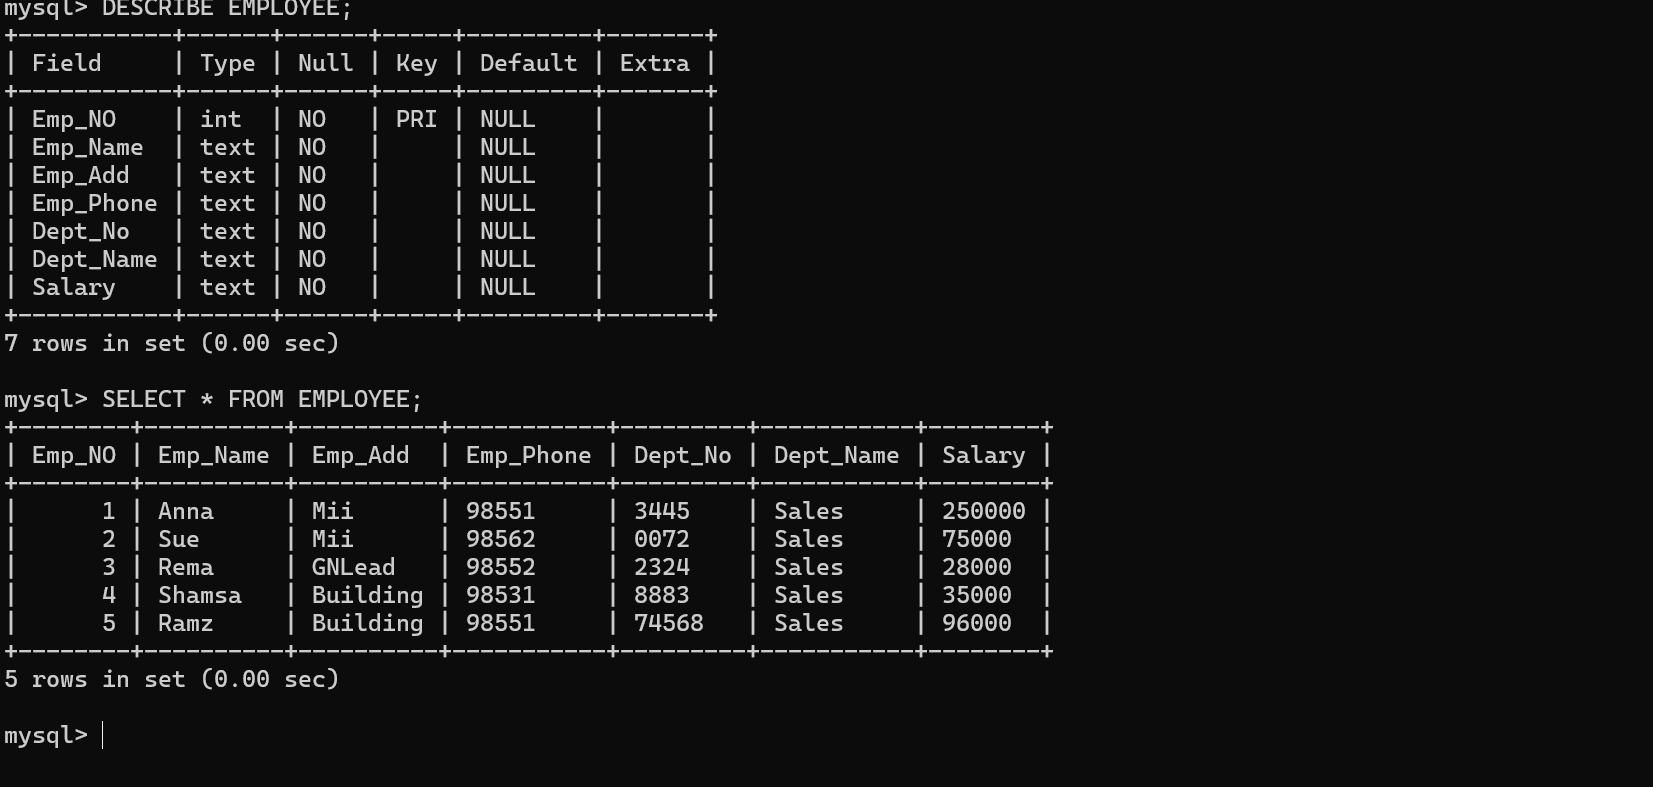 mysql> DESCRIBE EMPLOYEE;
+-----------+------+------+-----+---------+-------+
| Field     | Type | Null | Key | Default | Extra |
+-----------+------+------+-----+---------+-------+
| Emp_NO    | int  | NO   | PRI | NULL    |       |
| Emp_Name  | text | NO   |     | NULL    |       |
| Emp_Add   | text | NO   |     | NULL    |       |
| Emp_Phone | text | NO   |     | NULL    |       |
| Dept_No   | text | NO   |     | NULL    |       |
| Dept_Name | text | NO   |     | NULL    |       |
| Salary    | text | NO   |     | NULL    |       |
+-----------+------+------+-----+---------+-------+
7 rows in set (0.00 sec)

mysql> SELECT * FROM EMPLOYEE;
+--------+----------+----------+-----------+---------+-----------+--------+
| Emp_NO | Emp_Name | Emp_Add  | Emp_Phone | Dept_No | Dept_Name | Salary |
+--------+----------+----------+-----------+---------+-----------+--------+
|      1 | Anna     | Mii      | 98551     | 3445    | Sales     | 250000 |
|      2 | Sue      | Mii      | 98562     | 0072    | Sales     | 75000  |
|      3 | Rema     | GNLead   | 98552     | 2324    | Sales     | 28000  |
|      4 | Shamsa   | Building | 98531     | 8883    | Sales     | 35000  |
|      5 | Ramz     | Building | 98551     | 74568   | Sales     | 96000  |
+--------+----------+----------+-----------+---------+-----------+--------+
5 rows in set (0.00 sec)

mysql>